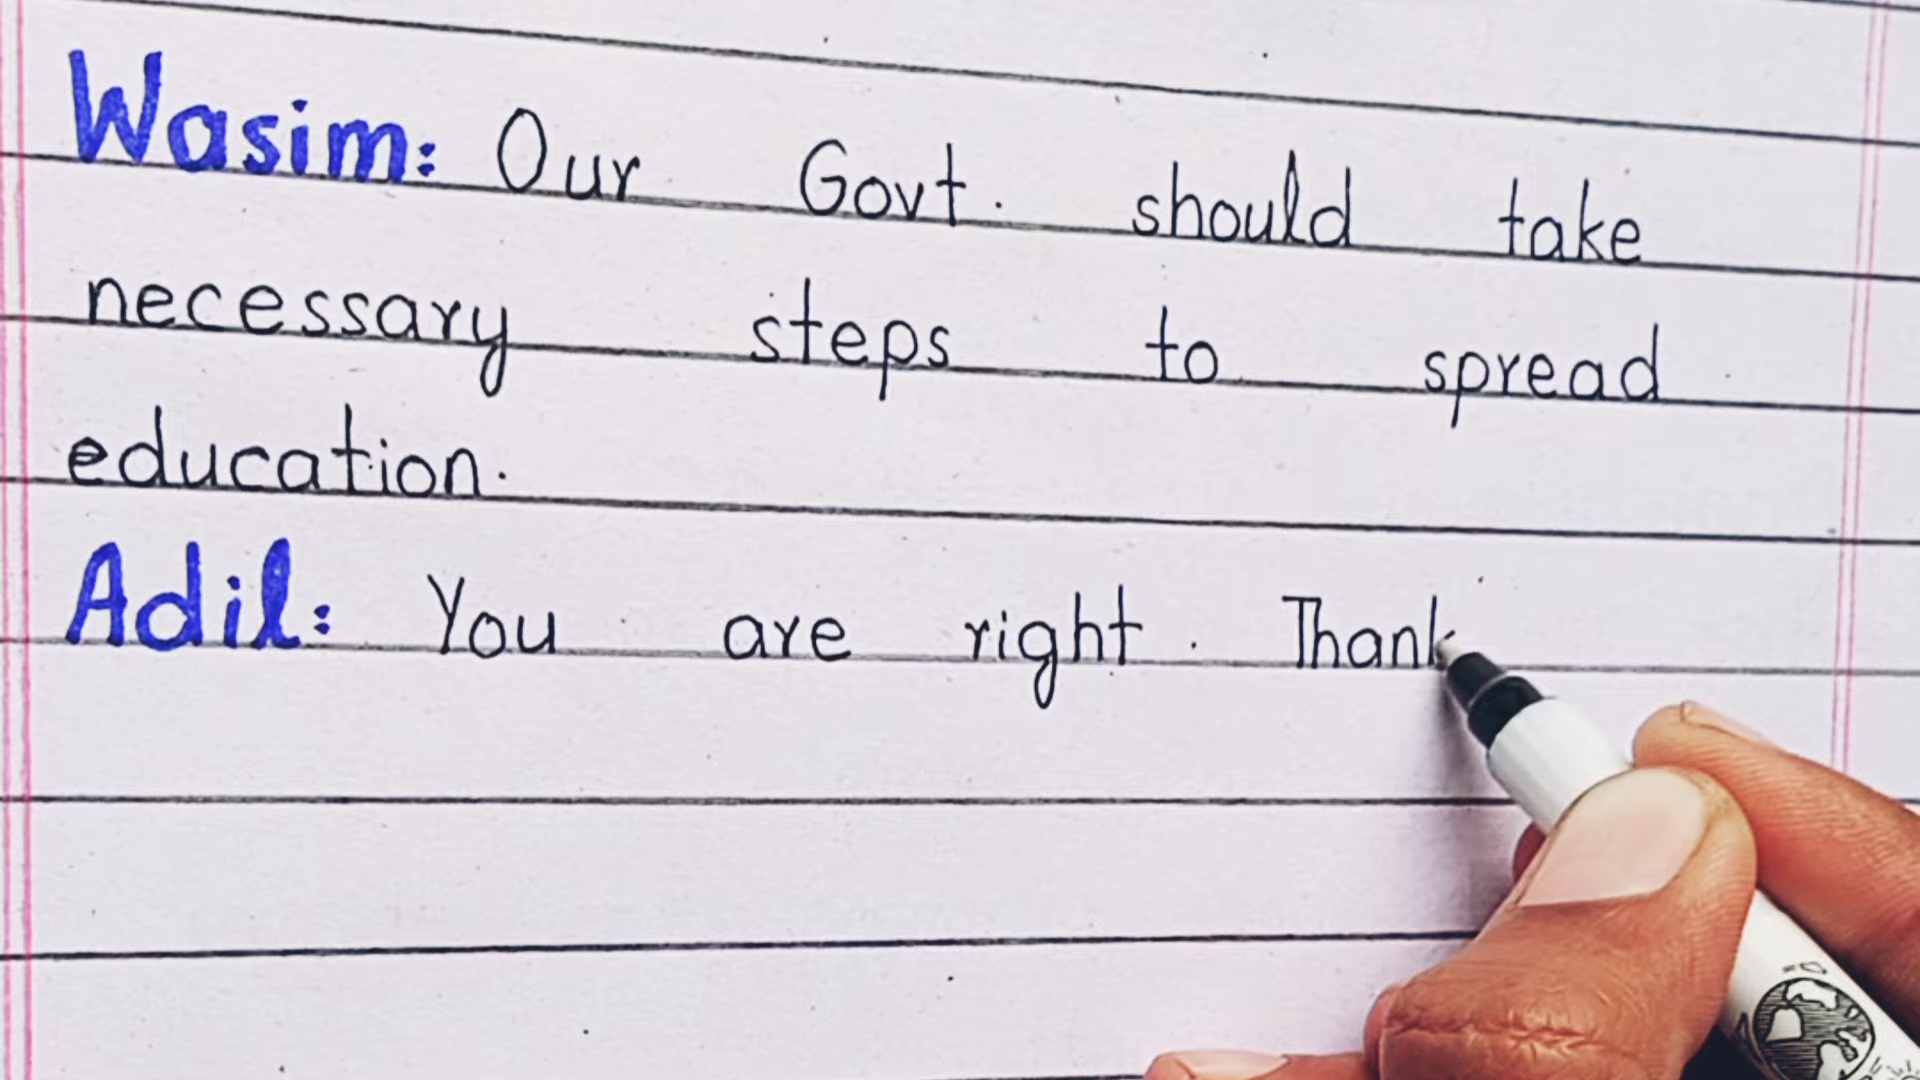 Wasim: Our Govt. should take
necessary steps to spread
education.
Adil: You are right. Thank